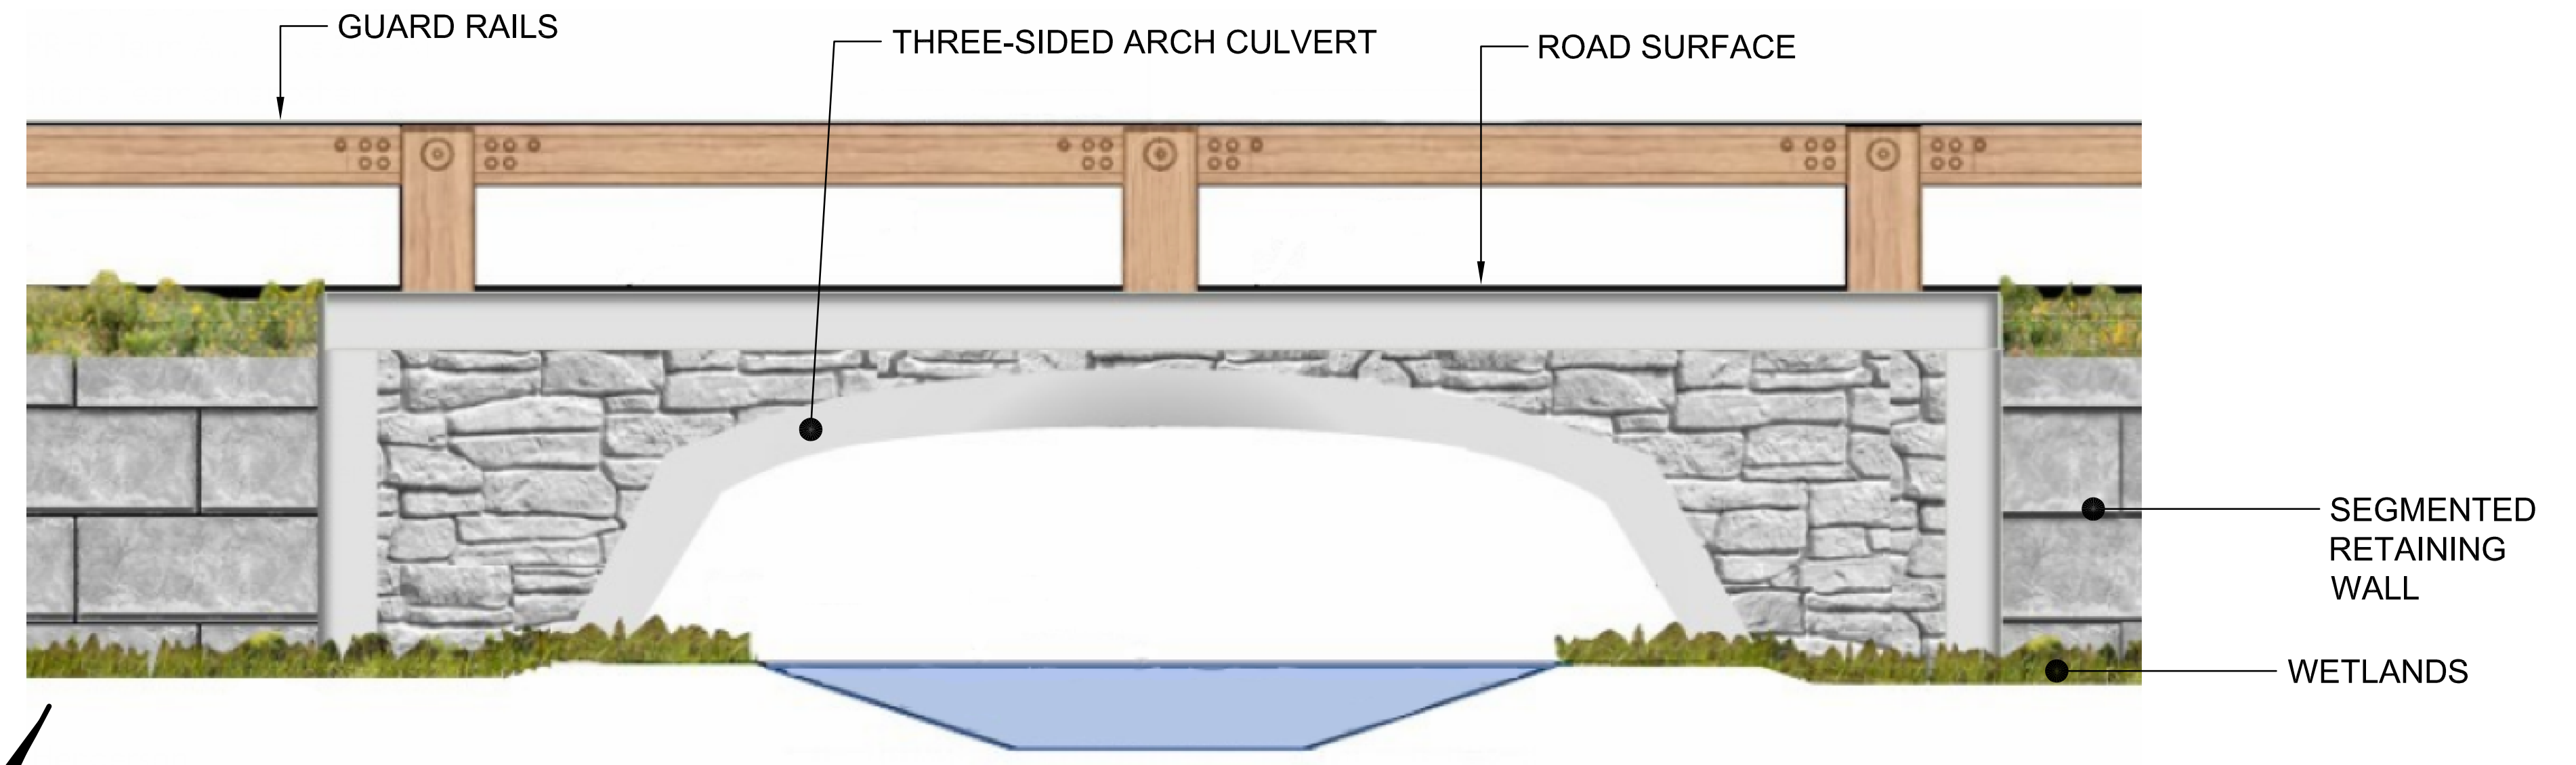 GUARD RAILS
THREE-SIDED ARCH CULVERT
ROAD SURFACE
SEGMENTED
RETAINING
WALL
WETLANDS